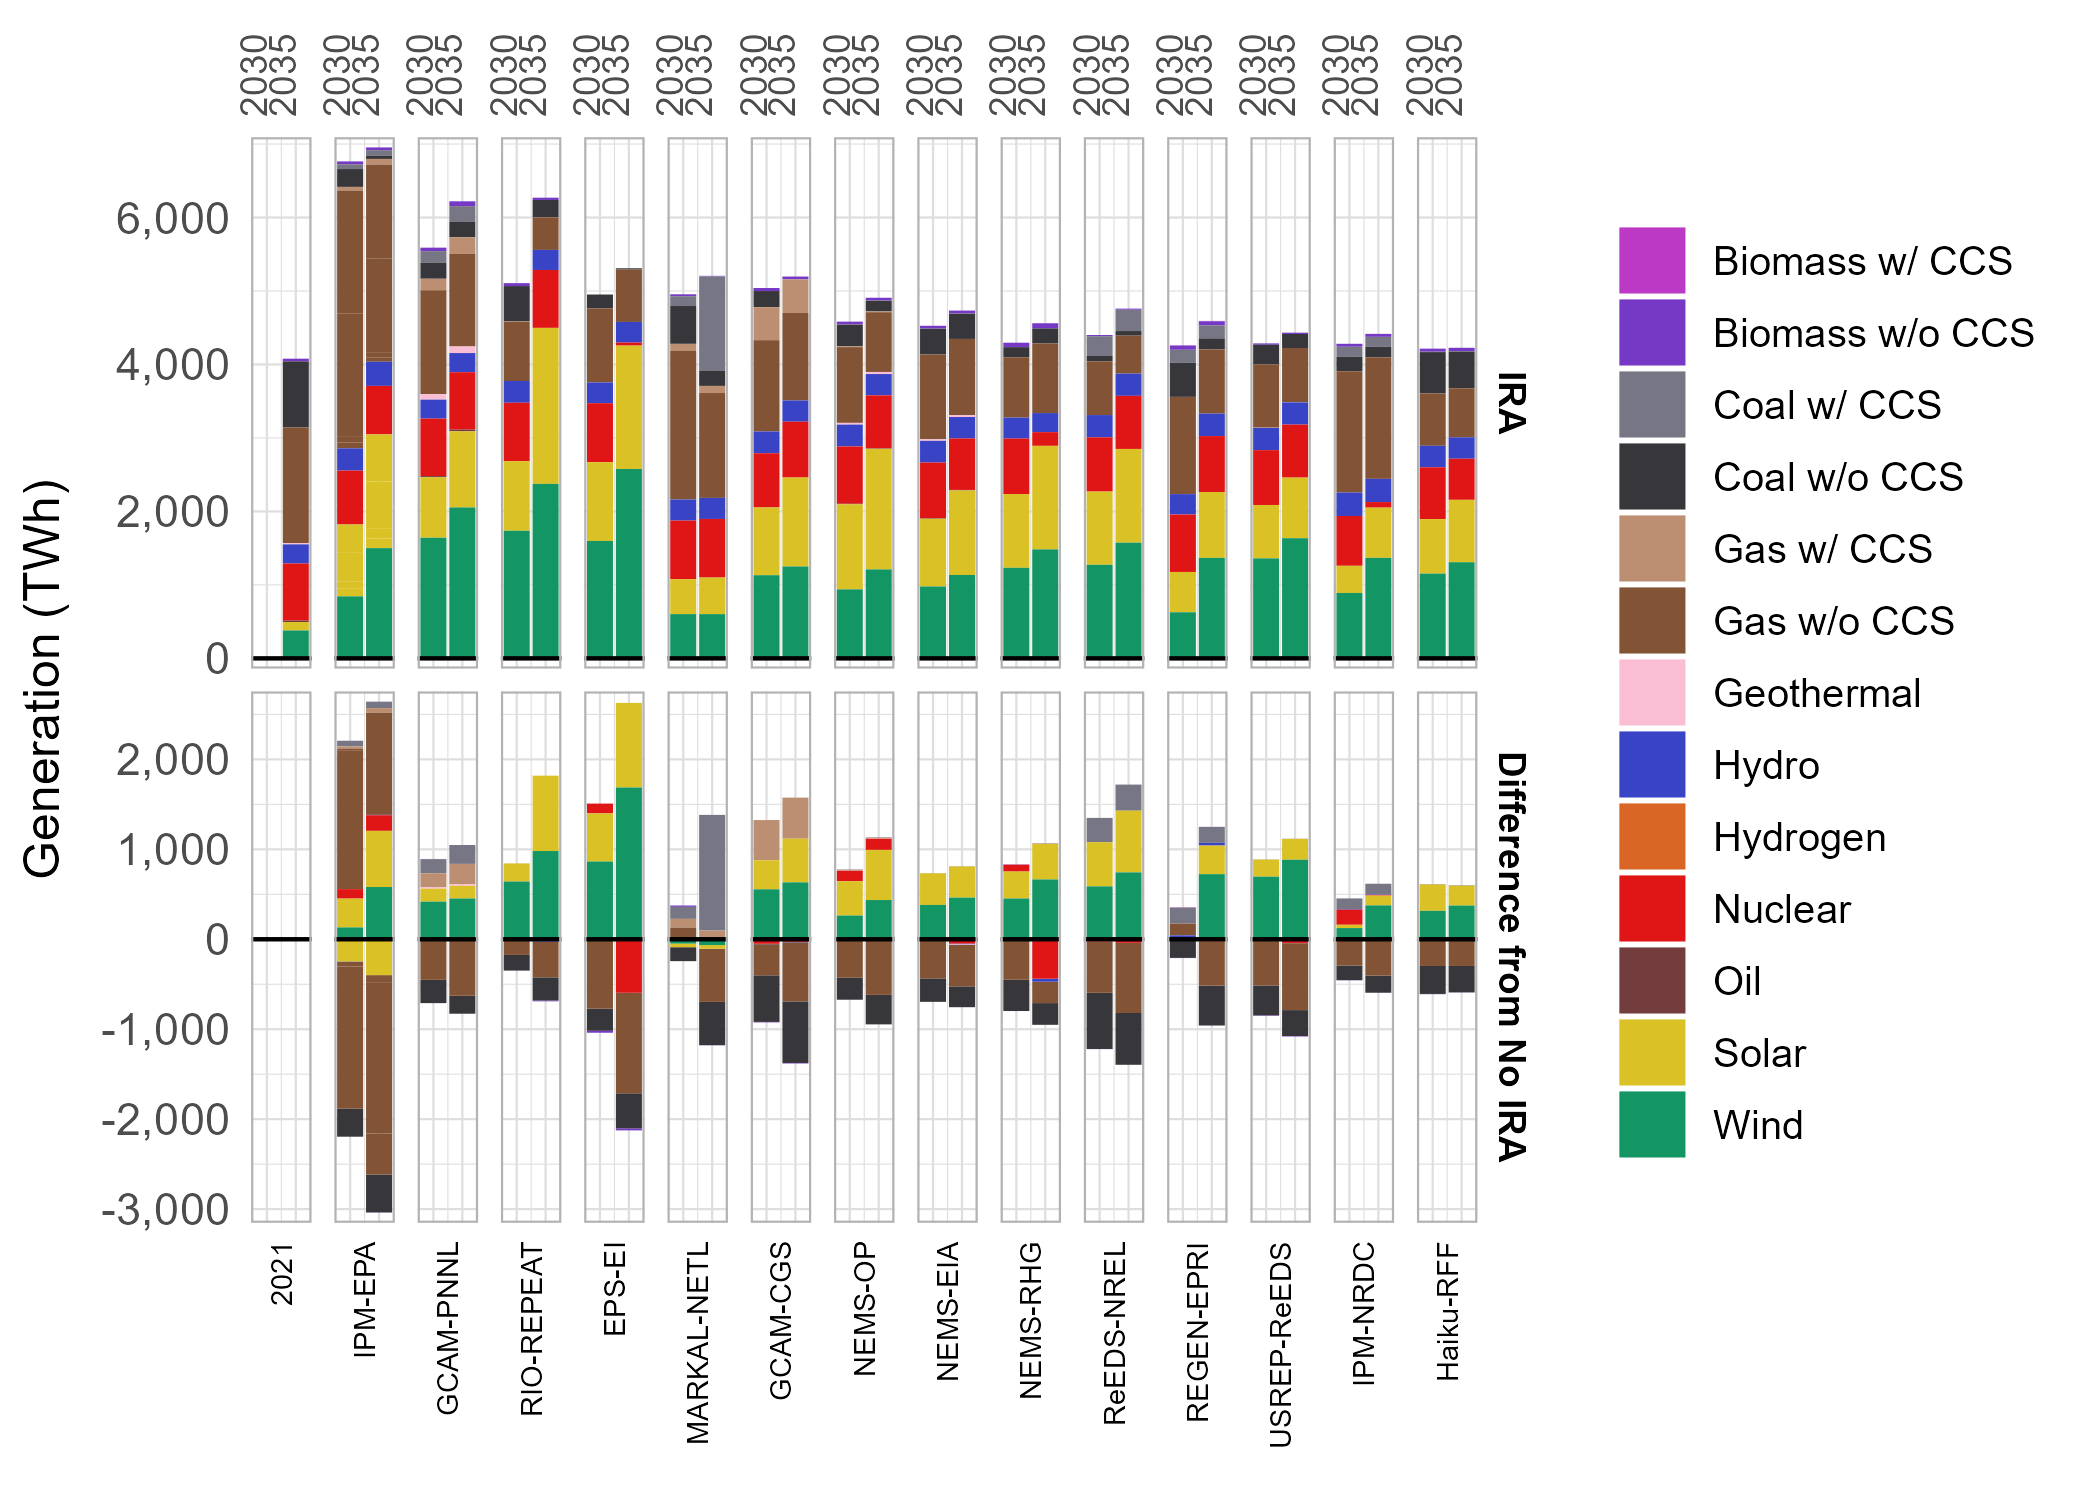 2030 2035 2030 2035 2030 2035 2030 2035 2030 2035 2030 2035 2030 2035 2030 2035 2030 2035 2030 2035 2030 2035 2030 2035 2030 2035 2030 2035 2030 2035
Generation (TWh)
6,000
4,000
2,000
0
IRA
2,000
1,000
0
-1,000
-2,000
-3,000
Difference from No IRA
2021
IPM-EPA
GCAM-PNNL
RIO-REPEAT
EPS-EI
MARKAL-NETL
GCAM-CGS
NEMS-OP
NEMS-EIA
NEMS-RHG
ReEDS-NREL
REGEN-EPRI
USREP-ReEDS
IPM-NRDC
Haiku-RFF
Biomass w/ CCS
Biomass w/o CCS
Coal w/ CCS
Coal w/o CCS
Gas w/ CCS
Gas w/o CCS
Geothermal
Hydro
Hydrogen
Nuclear
Oil
Solar
Wind